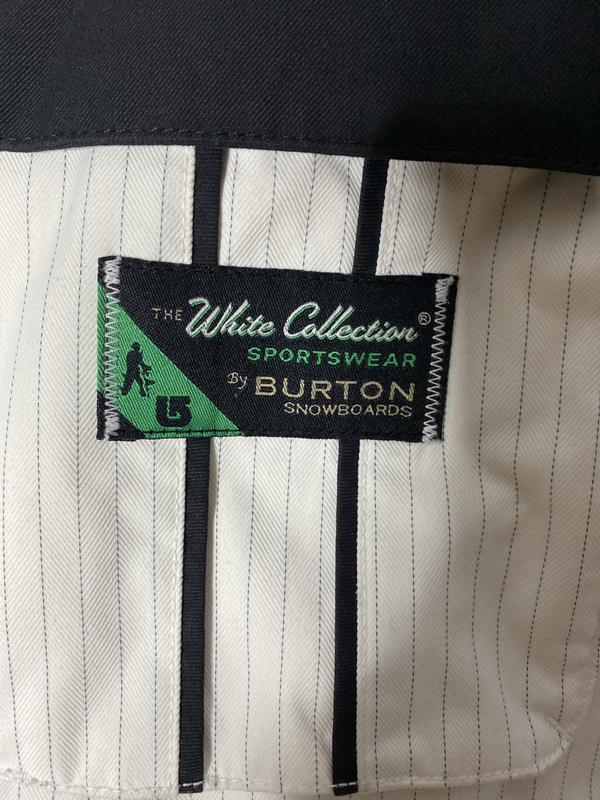 THE White Collection®
SPORTSWEAR
By BURTON
SNOWBOARDS